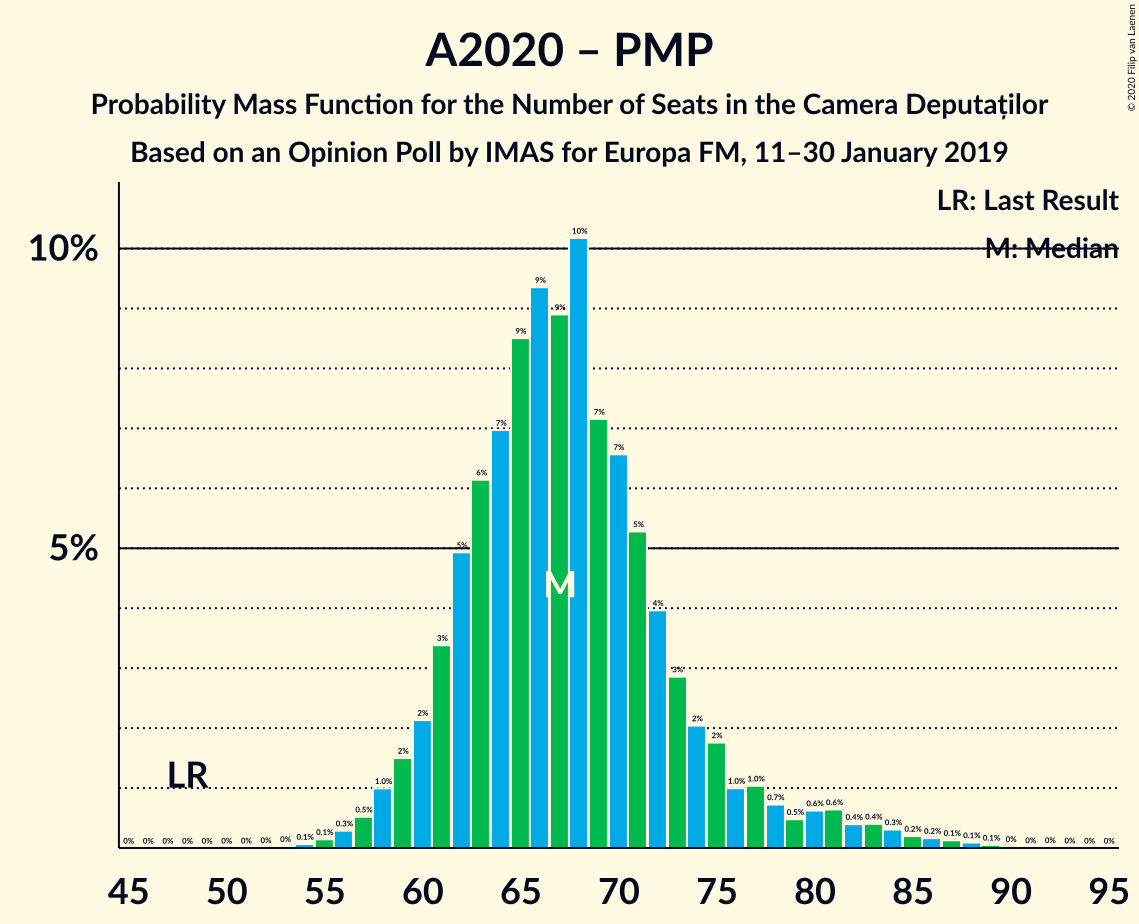 A2020 – PMP
Probability Mass Function for the Number of Seats in the Camera Deputaților
Based on an Opinion Poll by IMAS for Europa FM, 11–30 January 2019
© 2020 Filip van Laenen
LR: Last Result
M: Median
10%
5%
LR
M
0% 0% 0% 0% 0% 0% 0% 0% 0% 0.1% 0.1% 0.3% 0.5% 1.0% 2% 2% 3% 5% 6% 7% 9% 9% 9% 10% 7% 7% 5% 4% 3% 2% 2% 1.0% 1.0% 0.7% 0.5% 0.6% 0.6% 0.4% 0.4% 0.3% 0.2% 0.2% 0.1% 0.1% 0.1% 0% 0% 0% 0% 0% 0%
45 50 55 60 65 70 75 80 85 90 95